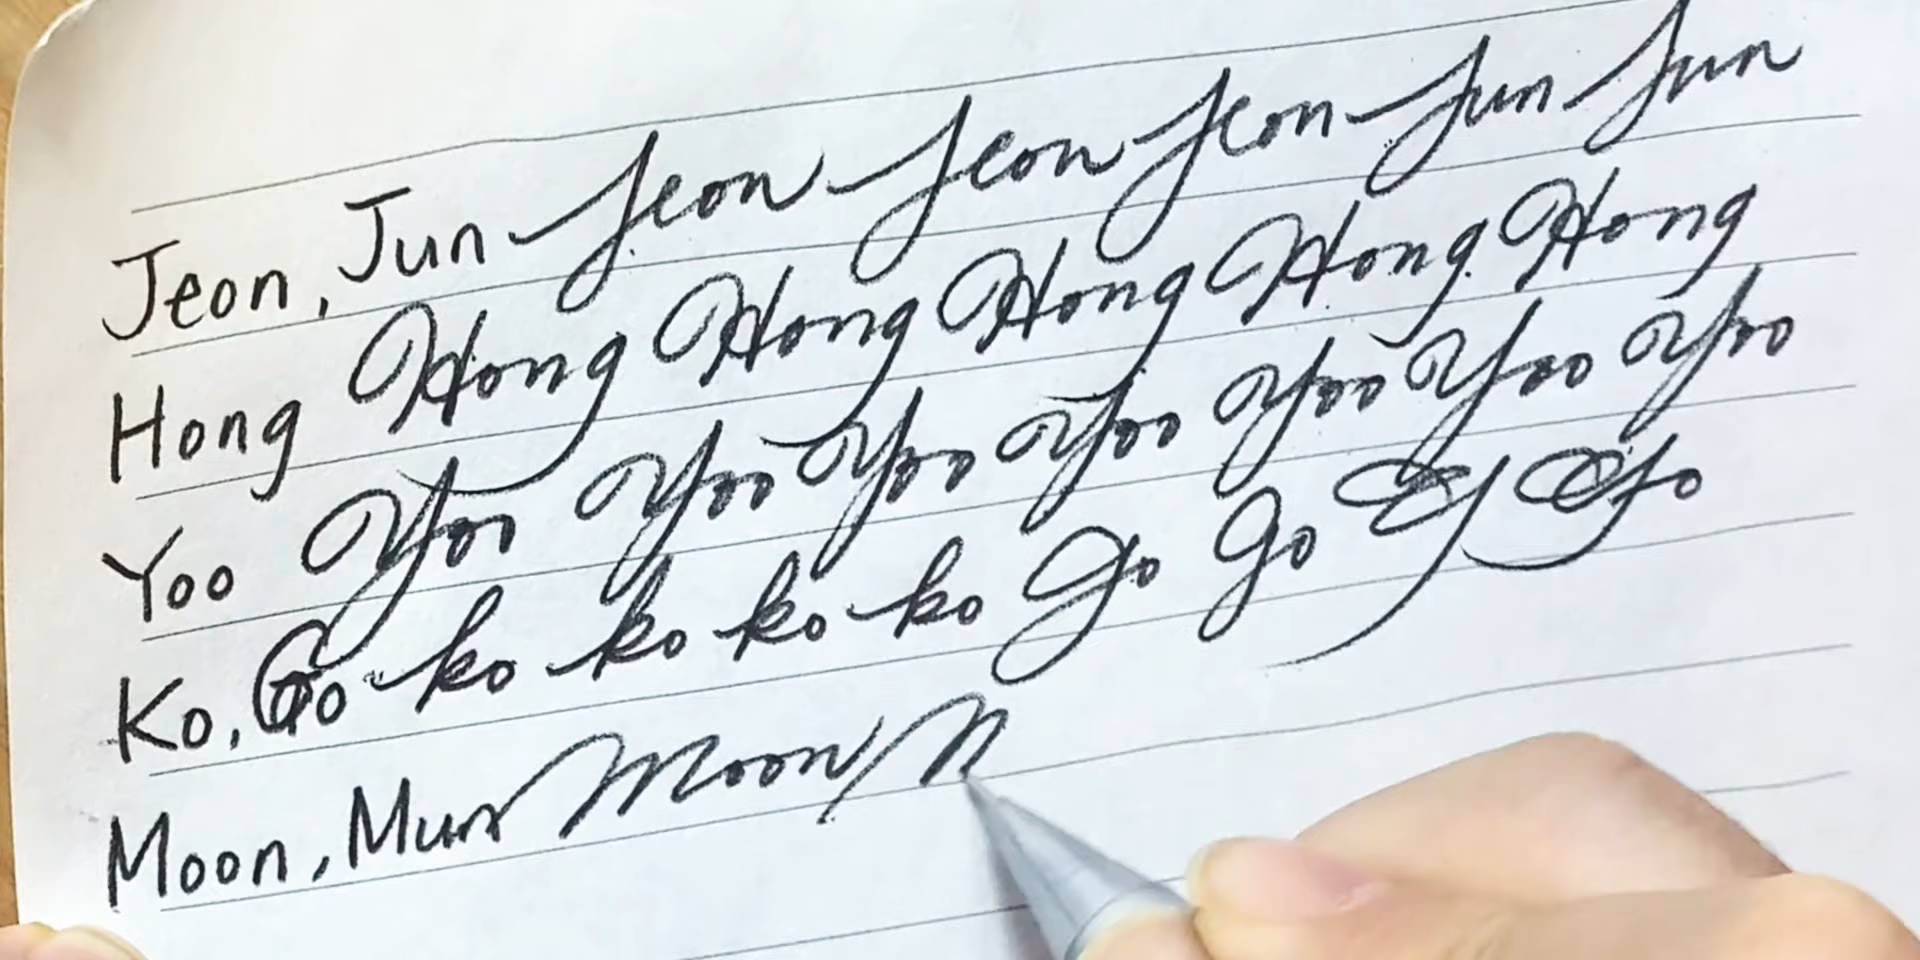 Jeon, Jun Jeon Jeon Jeon Jun Jun
Hong Hong Hong Hong Hong Hong
Yoo Yoo Yoo Yoo Yoo Yoo Yoo Yoo
Ko, Go ko ko ko ko Go Go Go
Moon, Mun Moon M